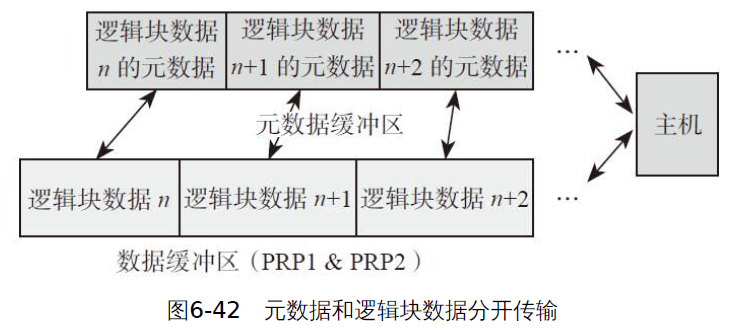 逻辑块数据
n 的元数据
逻辑块数据
n+1 的元数据
逻辑块数据
n+2 的元数据
…
元数据缓冲区
主机
逻辑块数据 n
逻辑块数据 n+1
逻辑块数据 n+2
…
数据缓冲区（PRP1 & PRP2）
图6-42 元数据和逻辑块数据分开传输